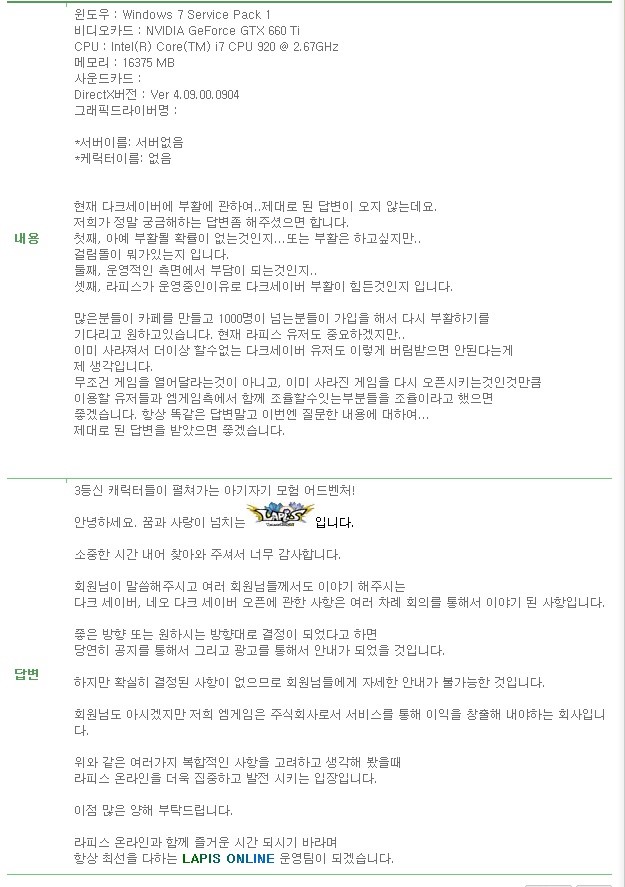 윈도우 : Windows 7 Service Pack 1
비디오카드 : NVIDIA GeForce GTX 660 Ti
CPU : Intel(R) Core(TM) i7 CPU 920 @ 2.67GHz
메모리 : 16375 MB
사운드카드 :
DirectX버전 : Ver 4.09.00.0904
그래픽드라이버명 :
*서버이름: 서버없음
*케릭터이름: 없음
내용
현재 다크세이버에 부활에 관하여..제대로 된 답변이 오지 않는데요.
저희가 정말 궁금해하는 답변좀 해주셨으면 합니다.
첫째, 아예 부활될 확률이 없는것인지...또는 부활은 하고싶지만..
걸림돌이 뭐가있는지 입니다.
둘째, 운영적인 측면에서 부담이 되는것인지..
셋째, 라피스가 운영중인이유로 다크세이버 부활이 힘든것인지 입니다.
많은분들이 카페를 만들고 1000명이 넘는분들이 가입을 해서 다시 부활하기를
기다리고 원하고있습니다. 현재 라피스 유저도 중요하겠지만..
이미 사라져서 더이상 할수없는 다크세이버 유저도 이렇게 버림받으면 안된다는게
제 생각입니다.
무조건 게임을 열어달라는것이 아니고, 이미 사라진 게임을 다시 오픈시키는것인것만큼
이용할 유저들과 엠게임측에서 함께 조율할수잇는부분들을 조율이라고 했으면
좋겠습니다. 항상 똑같은 답변말고 이번엔 질문한 내용에 대하여...
제대로 된 답변을 받았으면 좋겠습니다.
답변
3등신 캐릭터들이 펼쳐가는 아기자기 모험 어드벤처!
안녕하세요. 꿈과 사랑이 넘치는 LAPIS 입니다.
소중한 시간 내어 찾아와 주셔서 너무 감사합니다.
회원님이 말씀해주시고 여러 회원님들께서도 이야기 해주시는
다크 세이버, 네오 다크 세이버 오픈에 관한 사항은 여러 차례 회의를 통해서 이야기 된 사항입니다.
좋은 방향 또는 원하시는 방향대로 결정이 되었다고 하면
당연히 공지를 통해서 그리고 광고를 통해서 안내가 되었을 것입니다.
하지만 확실히 결정된 사항이 없으므로 회원님들에게 자세한 안내가 불가능한 것입니다.
회원님도 아시겠지만 저희 엠게임은 주식회사로서 서비스를 통해 이익을 창출해 내야하는 회사입니
다.
위와 같은 여러가지 복합적인 사항을 고려하고 생각해 봤을때
라피스 온라인을 더욱 집중하고 발전 시키는 입장입니다.
이점 많은 양해 부탁드립니다.
라피스 온라인과 함께 즐거운 시간 되시기 바라며
항상 최선을 다하는 LAPIS ONLINE 운영팀이 되겠습니다.